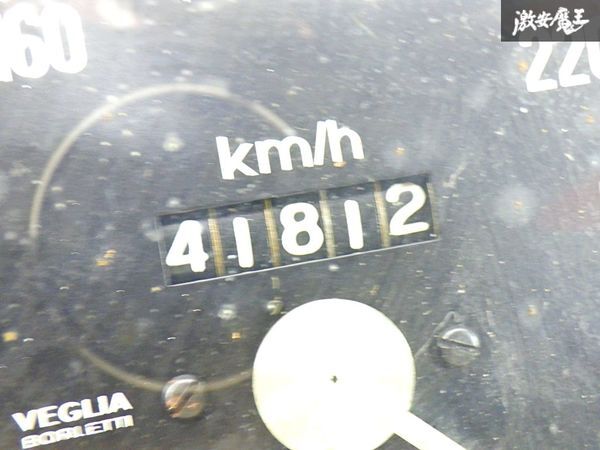 激安魔王
160
220
km/h
41812
VEGLIA
BORLETTI